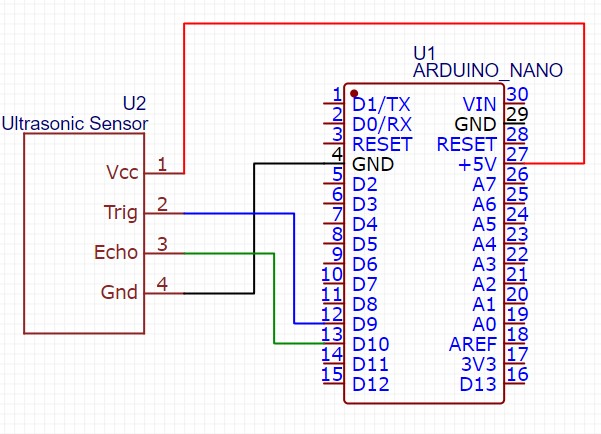 U1
ARDUINO_NANO
U2
Ultrasonic Sensor
Vcc 1
Trig 2
Echo 3
Gnd 4
1 D1/TX VIN 30
2 D0/RX GND 29
3 RESET RESET 28
4 GND +5V 27
5 D2 A7 26
6 D3 A6 25
7 D4 A5 24
8 D5 A4 23
9 D6 A3 22
10 D7 A2 21
11 D8 A1 20
12 D9 A0 19
13 D10 AREF 18
14 D11 3V3 17
15 D12 D13 16